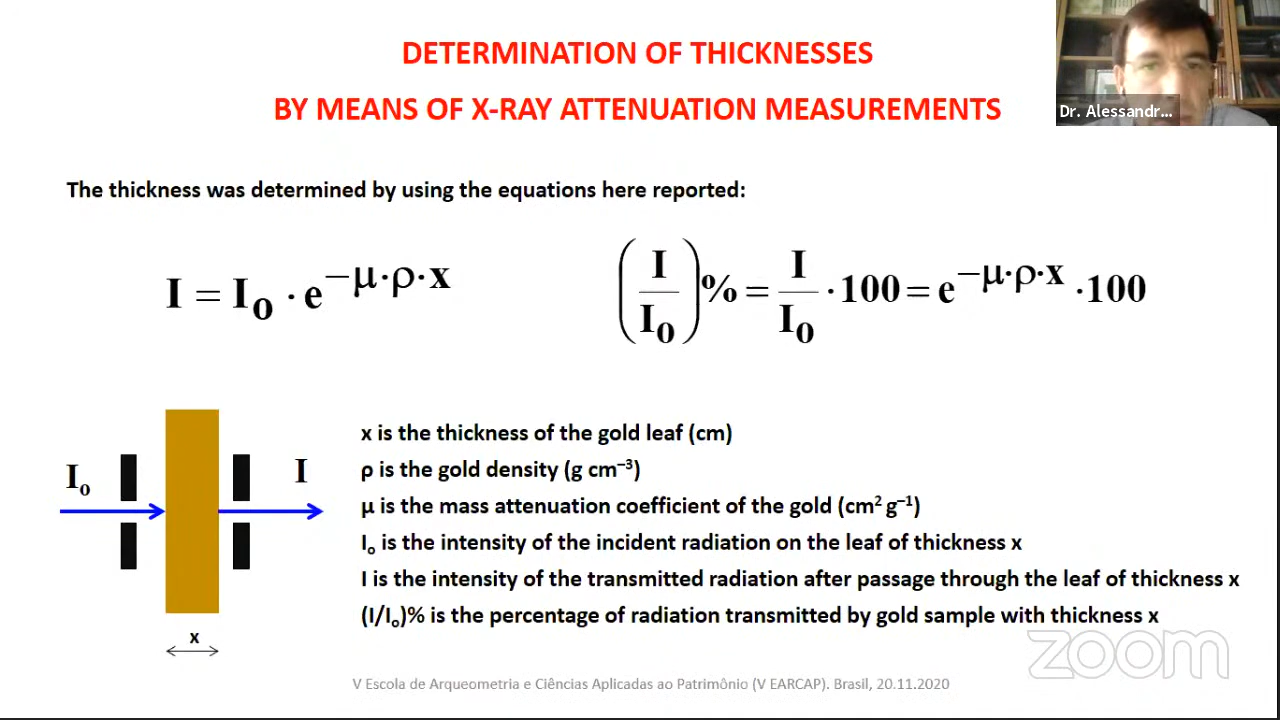 DETERMINATION OF THICKNESSES
BY MEANS OF X-RAY ATTENUATION MEASUREMENTS
Dr. Alessandr...
The thickness was determined by using the equations here reported:
I = I₀ · e^(−μ·ρ·x)
(I/I₀)% = I/I₀ · 100 = e^(−μ·ρ·x) · 100
I₀
I
x
x is the thickness of the gold leaf (cm)
ρ is the gold density (g cm⁻³)
μ is the mass attenuation coefficient of the gold (cm² g⁻¹)
I₀ is the intensity of the incident radiation on the leaf of thickness x
I is the intensity of the transmitted radiation after passage through the leaf of thickness x
(I/I₀)% is the percentage of radiation transmitted by gold sample with thickness x
zoom
V Escola de Arqueometria e Ciências Aplicadas ao Patrimônio (V EARCAP). Brasil, 20.11.2020